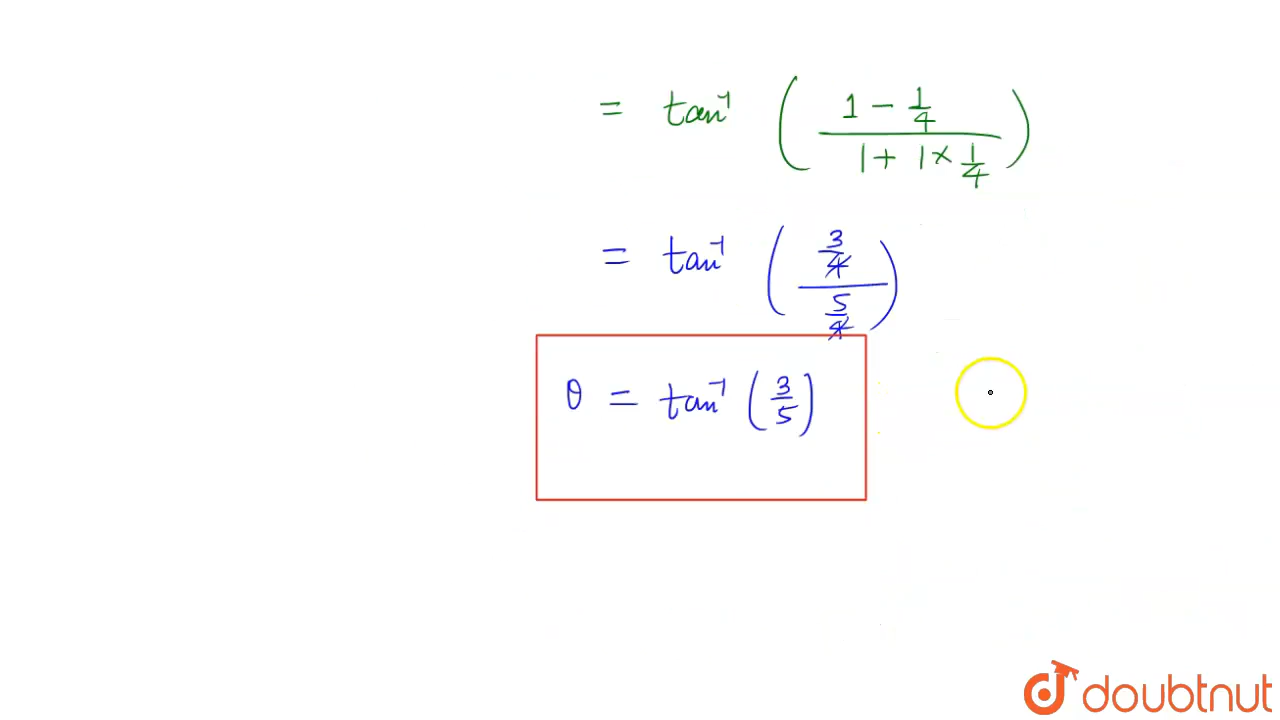 = tan⁻¹ ( (1 - 1/4) / (1 + 1 × 1/4) )
= tan⁻¹ ( (3/4) / (5/4) )
θ = tan⁻¹ (3/5)
doubtnut